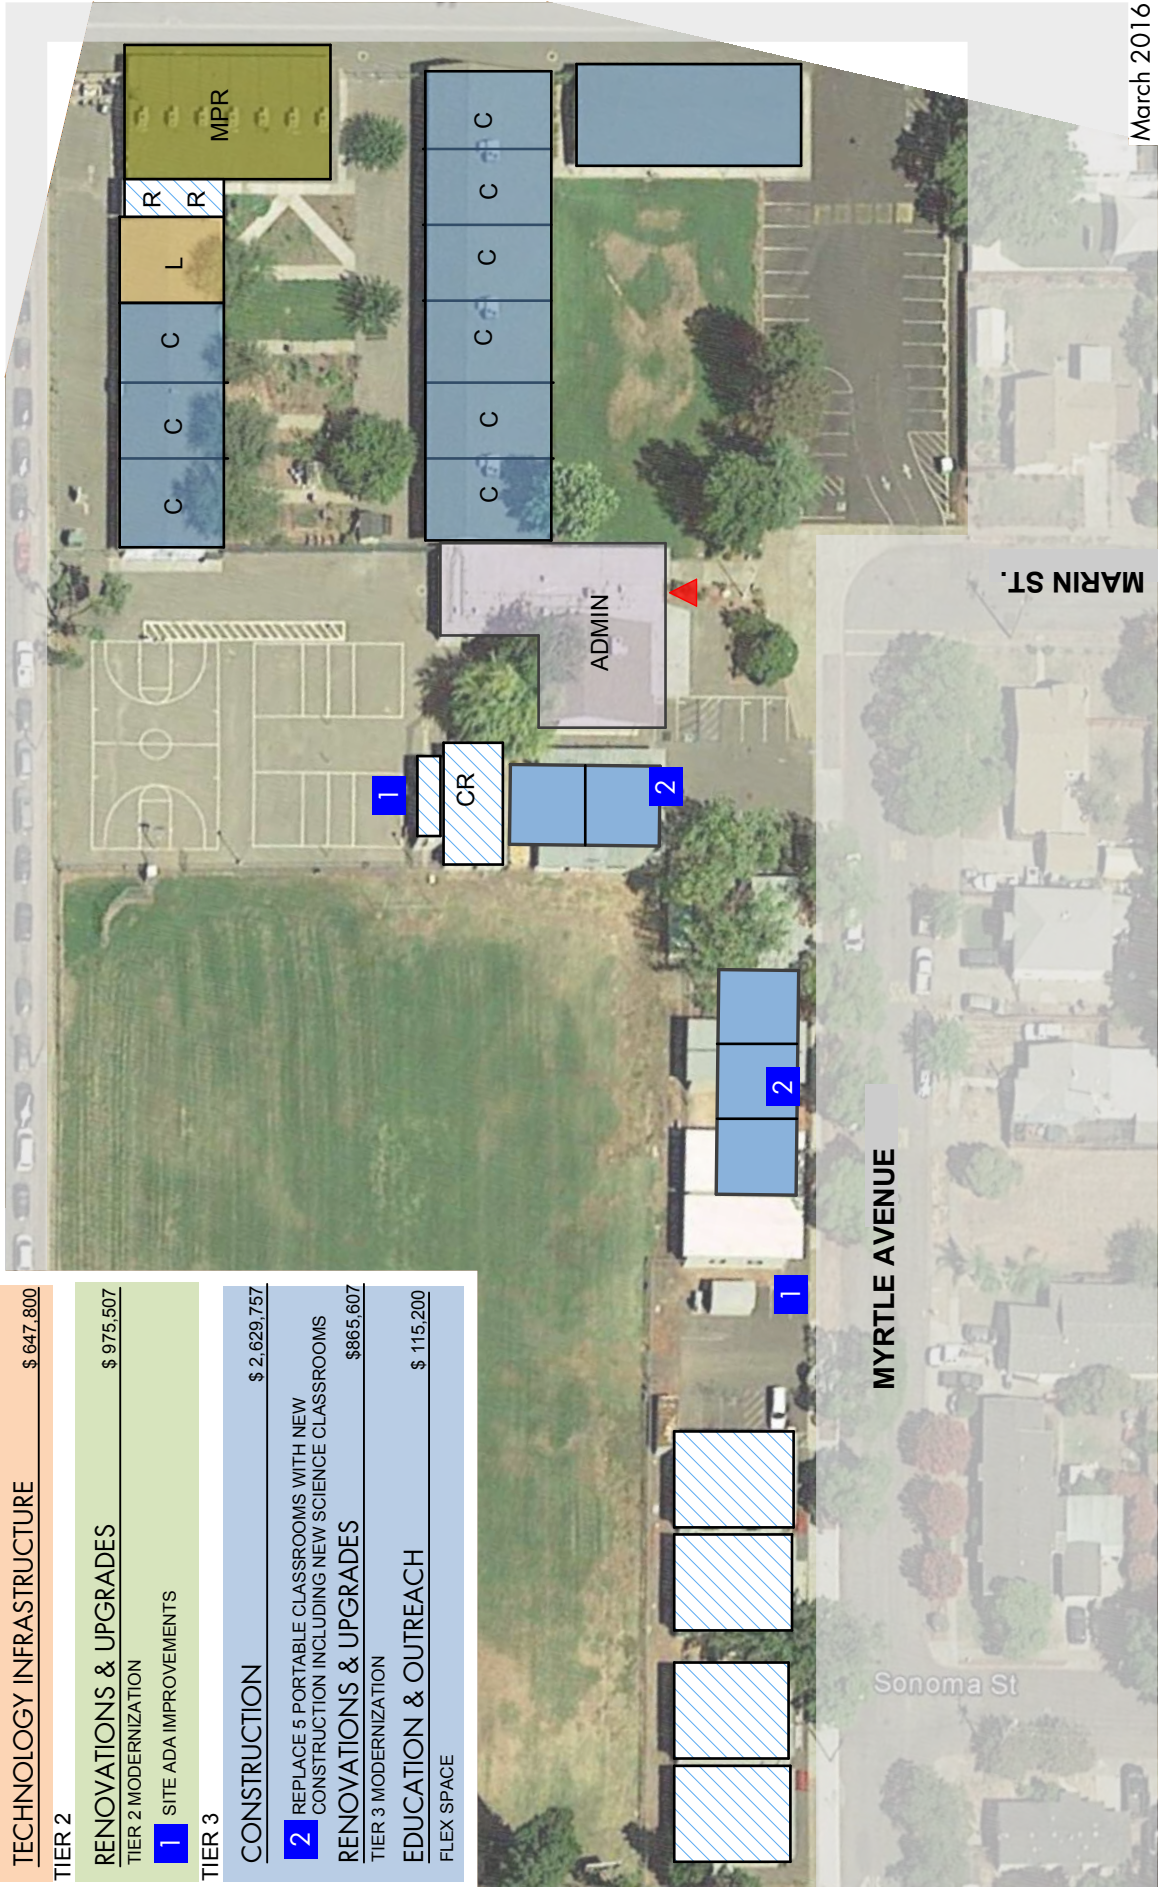 TECHNOLOGY INFRASTRUCTURE $ 647,800
TIER 2
RENOVATIONS & UPGRADES $ 975,507
TIER 2 MODERNIZATION
1 SITE ADA IMPROVEMENTS
TIER 3
CONSTRUCTION $ 2,629,757
2 REPLACE 5 PORTABLE CLASSROOMS WITH NEW
CONSTRUCTION INCLUDING NEW SCIENCE CLASSROOMS
RENOVATIONS & UPGRADES $865,607
TIER 3 MODERNIZATION
EDUCATION & OUTREACH $ 115,200
FLEX SPACE
C
C
C
L
R
R
MPR
C
C
C
C
C
C
ADMIN
1
CR
2
2
1
MYRTLE AVENUE
MARIN ST.
Sonoma St
March 2016